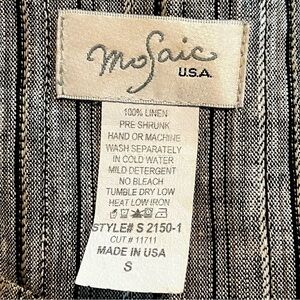 moSaic
U.S.A.
100% LINEN
PRE SHRUNK
HAND OR MACHINE
WASH SEPARATELY
IN COLD WATER
MILD DETERGENT
NO BLEACH
TUMBLE DRY LOW
HEAT LOW IRON
STYLE# S 2150-1
CUT # 11711
MADE IN USA
S